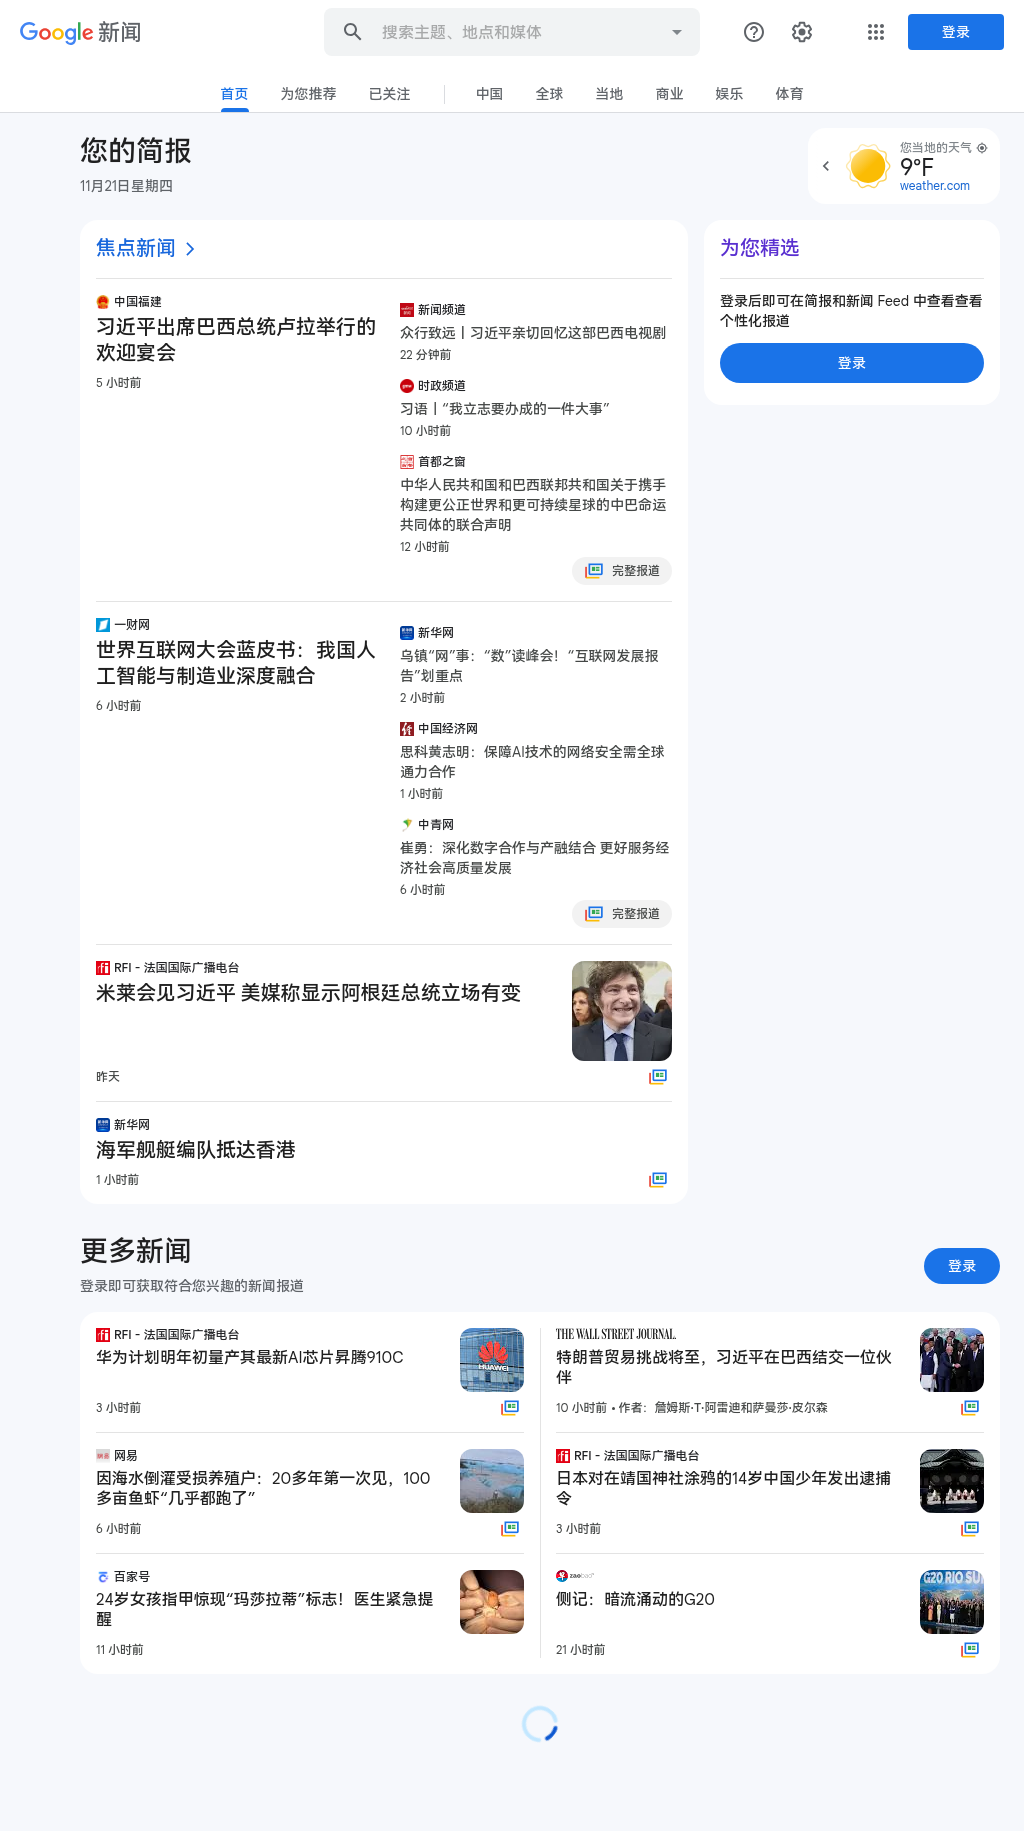 Google 新闻
搜索主题、地点和媒体
登录
首页
为您推荐
已关注
中国
全球
当地
商业
娱乐
体育
您的简报
11月21日星期四
您当地的天气
9°F
weather.com
焦点新闻
中国福建
习近平出席巴西总统卢拉举行的
欢迎宴会
5 小时前
新闻频道
众行致远丨习近平亲切回忆这部巴西电视剧
22 分钟前
时政频道
习语丨“我立志要办成的一件大事”
10 小时前
首都之窗
中华人民共和国和巴西联邦共和国关于携手
构建更公正世界和更可持续星球的中巴命运
共同体的联合声明
12 小时前
完整报道
为您精选
登录后即可在简报和新闻 Feed 中查看查看
个性化报道
登录
一财网
世界互联网大会蓝皮书：我国人
工智能与制造业深度融合
6 小时前
新华网
乌镇“网”事：“数”读峰会！“互联网发展报
告”划重点
2 小时前
中国经济网
思科黄志明：保障AI技术的网络安全需全球
通力合作
1 小时前
中青网
崔勇：深化数字合作与产融结合 更好服务经
济社会高质量发展
6 小时前
完整报道
RFI - 法国国际广播电台
米莱会见习近平 美媒称显示阿根廷总统立场有变
昨天
新华网
海军舰艇编队抵达香港
1 小时前
更多新闻
登录即可获取符合您兴趣的新闻报道
登录
RFI - 法国国际广播电台
华为计划明年初量产其最新AI芯片昇腾910C
HUAWEI
3 小时前
THE WALL STREET JOURNAL.
特朗普贸易挑战将至，习近平在巴西结交一位伙
伴
10 小时前 • 作者：詹姆斯·T·阿雷迪和萨曼莎·皮尔森
网易
因海水倒灌受损养殖户：20多年第一次见，100
多亩鱼虾“几乎都跑了”
6 小时前
RFI - 法国国际广播电台
日本对在靖国神社涂鸦的14岁中国少年发出逮捕
令
3 小时前
百家号
24岁女孩指甲惊现“玛莎拉蒂”标志！医生紧急提
醒
11 小时前
zaobao
侧记：暗流涌动的G20
G20 RIO SU
21 小时前